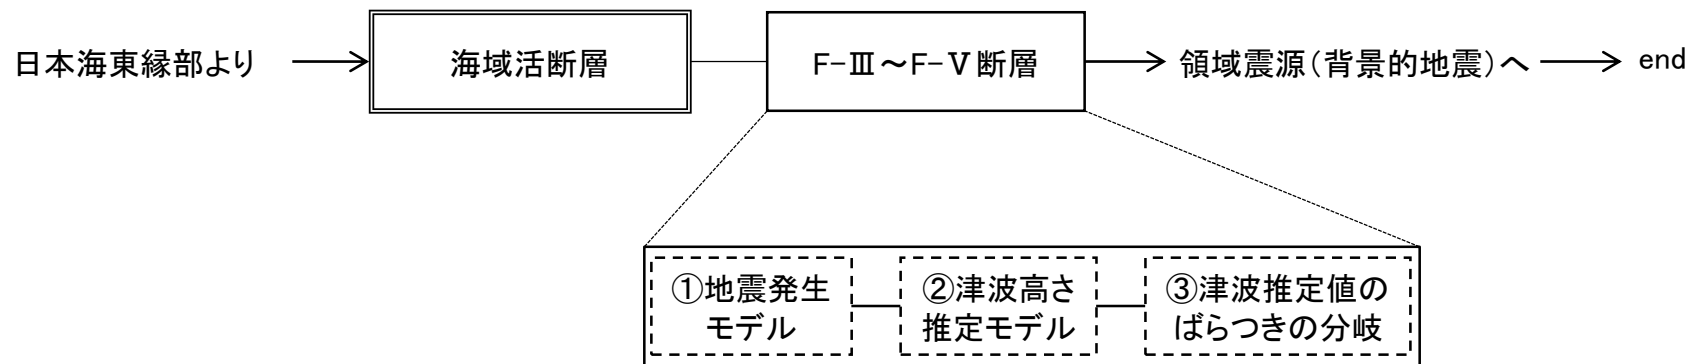 日本海東縁部より
海域活断層
F-Ⅲ～F-Ⅴ断層
領域震源(背景的地震)へ
end
①地震発生
モデル
②津波高さ
推定モデル
③津波推定値の
ばらつきの分岐